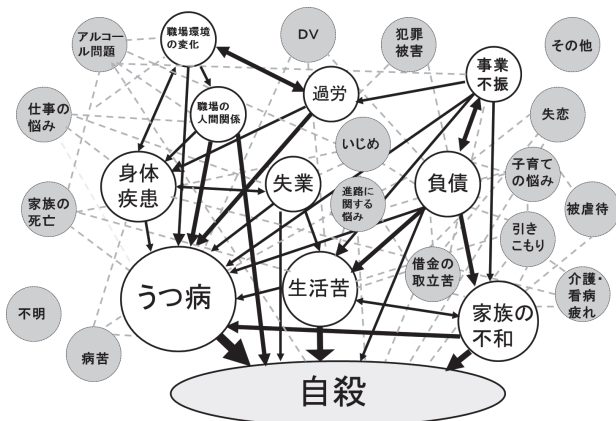 アルコー
ル問題
職場環境
の変化
DV
犯罪
被害
その他
事業
不振
過労
職場の
人間関係
仕事の
悩み
失恋
いじめ
身体
疾患
失業
進路に
関する
悩み
負債
子育て
の悩み
家族の
死亡
被虐待
引き
こもり
うつ病
生活苦
借金の
取立苦
介護・
看病
疲れ
不明
家族の
不和
病苦
自殺